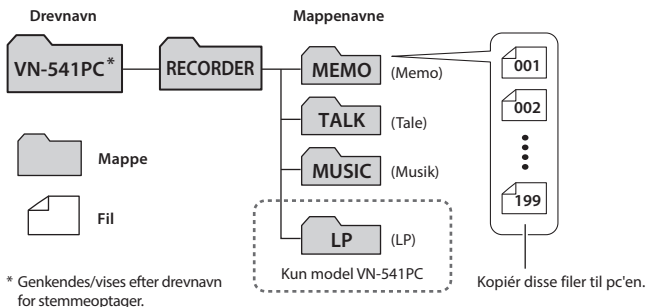 Drevnavn
Mappenavne
VN-541PC*
RECORDER
MEMO
(Memo)
001
002
199
TALK
(Tale)
Mappe
MUSIC
(Musik)
Fil
LP
(LP)
Kun model VN-541PC
* Genkendes/vises efter drevnavn
for stemmeoptager.
Kopiér disse filer til pc'en.